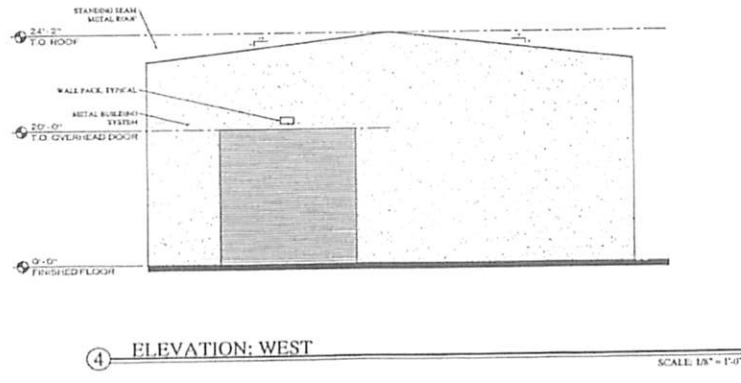 STANDING SEAM
METAL ROOF
24'-2"
T.O. ROOF
WALL PACK, TYPICAL
METAL BUILDING
SYSTEM
20'-0"
T.O. OVERHEAD DOOR
0'-0"
FINISHED FLOOR
4 ELEVATION: WEST
SCALE: 1/8" = 1'-0"